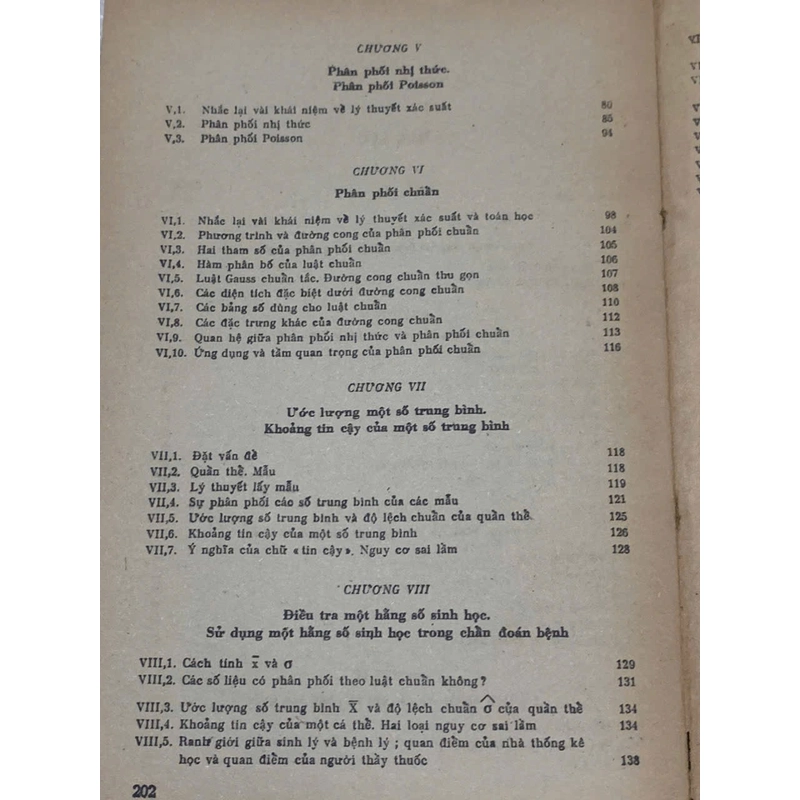 CHƯƠNG V
Phân phối nhị thức.
Phân phối Poisson
V,1. Nhắc lại vài khái niệm về lý thuyết xác suất 80
V,2. Phân phối nhị thức 85
V,3. Phân phối Poisson 94
CHƯƠNG VI
Phân phối chuẩn
VI,1. Nhắc lại vài khái niệm về lý thuyết xác suất và toán học 98
VI,2. Phương trình và đường cong của phân phối chuẩn 104
VI,3. Hai tham số của phân phối chuẩn 105
VI,4. Hàm phân bố của luật chuẩn 106
VI,5. Luật Gauss chuẩn tắc. Đường cong chuẩn thu gọn 107
VI,6. Các diện tích đặc biệt dưới đường cong chuẩn 108
VI,7. Các bảng số dùng cho luật chuẩn 110
VI,8. Các đặc trưng khác của đường cong chuẩn 112
VI,9. Quan hệ giữa phân phối nhị thức và phân phối chuẩn 113
VI,10. Ứng dụng và tầm quan trọng của phân phối chuẩn 116
CHƯƠNG VII
Ước lượng một số trung bình.
Khoảng tin cậy của một số trung bình
VII,1. Đặt vấn đề 118
VII,2. Quần thể. Mẫu 118
VII,3. Lý thuyết lấy mẫu 119
VII,4. Sự phân phối các số trung bình của các mẫu 121
VII,5. Ước lượng số trung bình và độ lệch chuẩn của quần thể. 125
VII,6. Khoảng tin cậy của một số trung bình 126
VII,7. Ý nghĩa của chữ « tin cậy ». Nguy cơ sai lầm 128
CHƯƠNG VIII
Điều tra một hằng số sinh học.
Sử dụng một hằng số sinh học trong chẩn đoán bệnh
VIII,1. Cách tính x̄ và σ 129
VIII,2. Các số liệu có phân phối theo luật chuẩn không? 131
VIII,3. Ước lượng số trung bình X̄ và độ lệch chuẩn σ̂ của quần thể 134
VIII,4. Khoảng tin cậy của một cá thể. Hai loại nguy cơ sai lầm 134
VIII,5. Ranh giới giữa sinh lý và bệnh lý ; quan điểm của nhà thống kê
học và quan điểm của người thầy thuốc 138
202